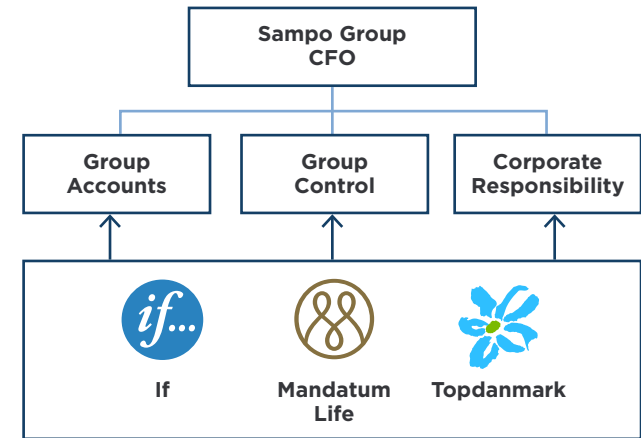 Sampo Group
CFO
Group
Accounts
Group
Control
Corporate
Responsibility
if...
If
Mandatum
Life
Topdanmark